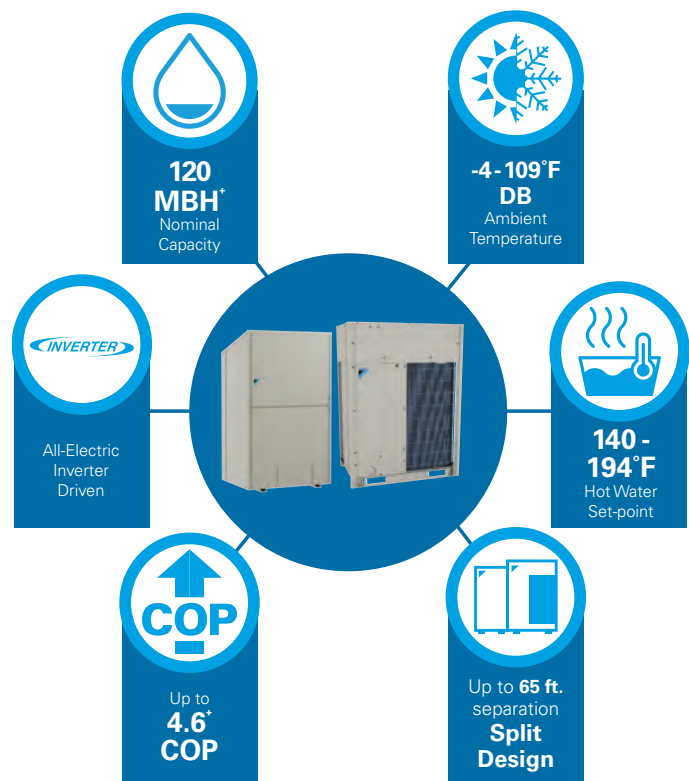 120
MBH⁺
Nominal
Capacity
-4-109°F
DB
Ambient
Temperature
INVERTER
All-Electric
Inverter
Driven
140 -
194°F
Hot Water
Set-point
COP
Up to
4.6⁺
COP
Up to 65 ft.
separation
Split
Design